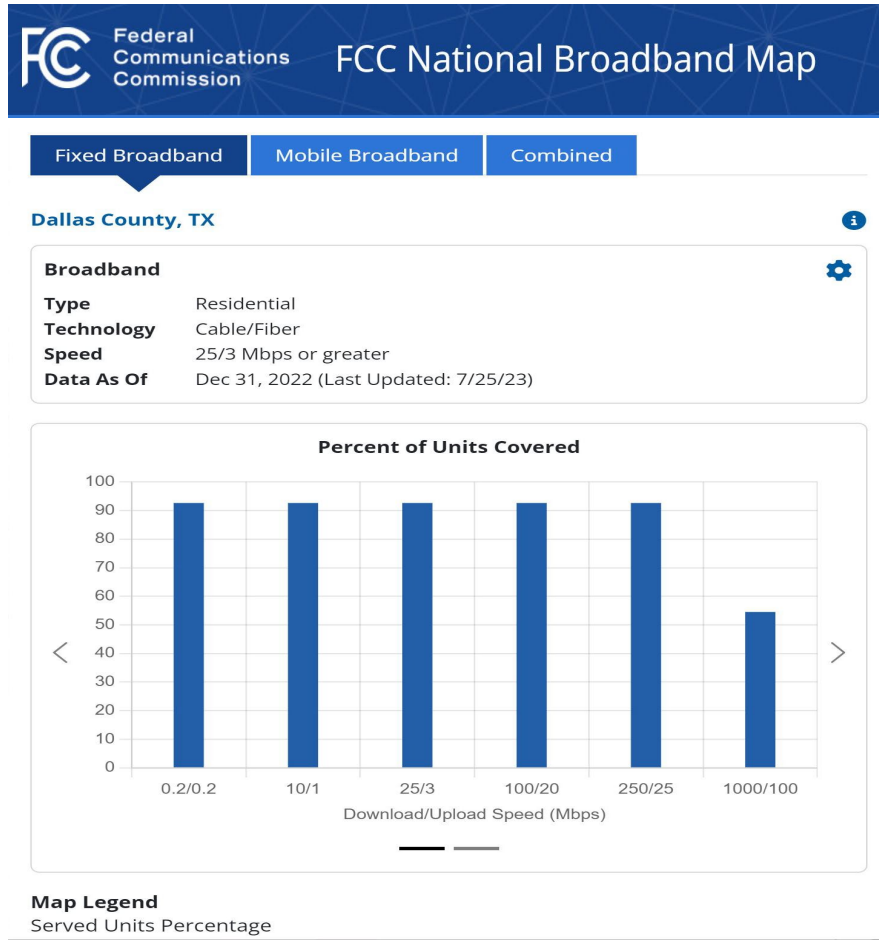 Federal
Communications
Commission
FCC National Broadband Map
Fixed Broadband Mobile Broadband Combined
Dallas County, TX
Broadband
Type Residential
Technology Cable/Fiber
Speed 25/3 Mbps or greater
Data As Of Dec 31, 2022 (Last Updated: 7/25/23)
Percent of Units Covered
100
90
80
70
60
50
40
30
20
10
0
0.2/0.2 10/1 25/3 100/20 250/25 1000/100
Download/Upload Speed (Mbps)
Map Legend
Served Units Percentage